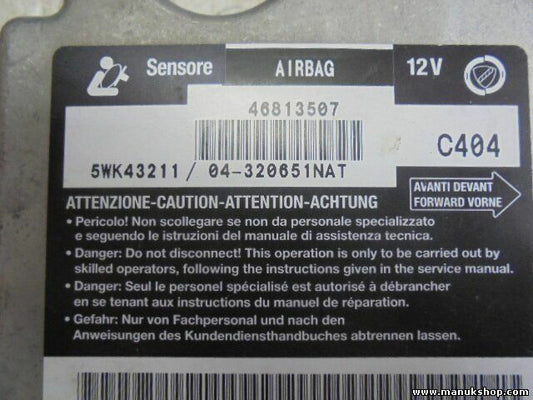 Sensore AIRBAG 12V
46813507
C404
5WK43211 / 04-320651NAT
ATTENZIONE-CAUTION-ATTENTION-ACHTUNG
AVANTI DEVANT
FORWARD VORNE
• Pericolo! Non scollegare se non da personale specializzato
e seguendo le istruzioni del manuale di assistenza tecnica.
• Danger: Do not disconnect! This operation is only to be carried out by
skilled operators, following the instructions given in the service manual.
• Danger: Seul le personel spécialisé est autorisé à débrancher
en se tenant aux instructions du manuel de réparation.
• Gefahr: Nur von Fachpersonal und nach den
Anweisungen des Kundendiensthandbuches abtrennen lassen.
www.manukshop.com